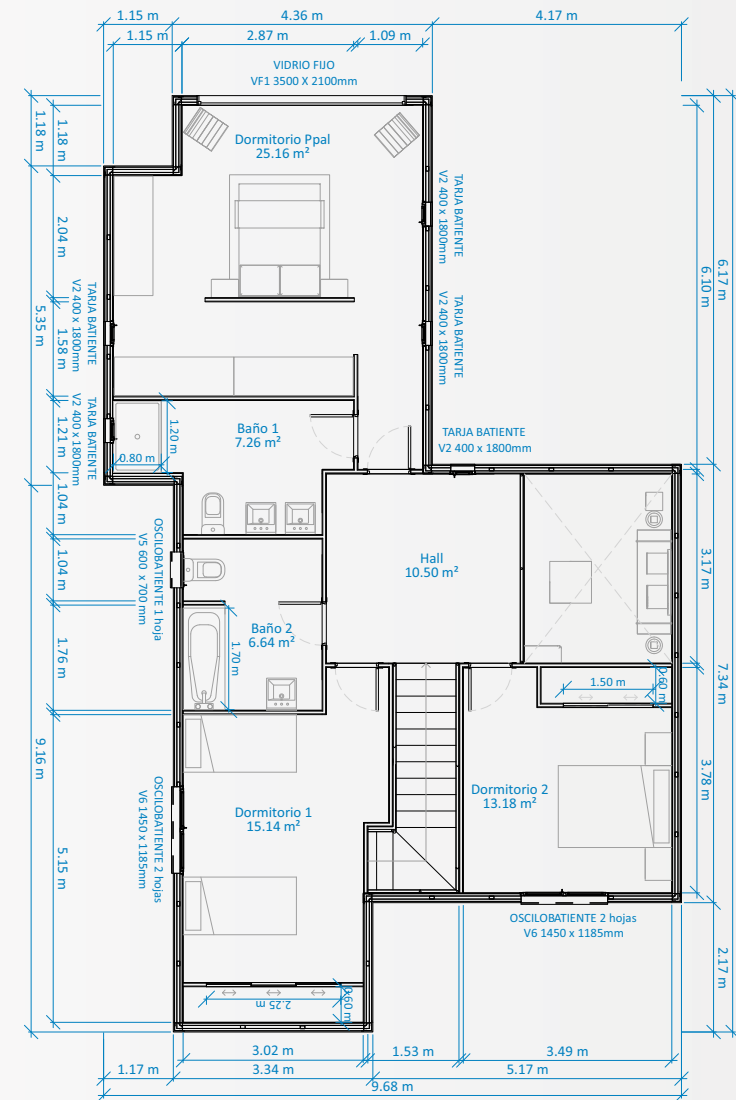 1.15 m
4.36 m
4.17 m
1.15 m
2.87 m
1.09 m
VIDRIO FIJO
VF1 3500 X 2100mm
1.18 m
1.18 m
Dormitorio Ppal
25.16 m²
TARJA BATIENTE
V2 400 x 1800mm
2.04 m
6.10 m
6.17 m
TARJA BATIENTE
V2 400 x 1800mm
5.35 m
1.58 m
TARJA BATIENTE
V2 400 x 1800mm
TARJA BATIENTE
V2 400 x 1800mm
1.21 m
1.20 m
0.80 m
Baño 1
7.26 m²
TARJA BATIENTE
V2 400 x 1800mm
1.04 m
1.04 m
OSCILOBATIENTE 1 hoja
V5 600 x 700 mm
Hall
10.50 m²
3.17 m
Baño 2
6.64 m²
1.70 m
1.76 m
1.50 m
0.60 m
7.34 m
9.16 m
OSCILOBATIENTE 2 hojas
V6 1450 x 1185mm
Dormitorio 1
15.14 m²
Dormitorio 2
13.18 m²
3.78 m
5.15 m
OSCILOBATIENTE 2 hojas
V6 1450 x 1185mm
2.17 m
2.25 m
0.60 m
3.02 m
1.53 m
3.49 m
1.17 m
3.34 m
5.17 m
9.68 m